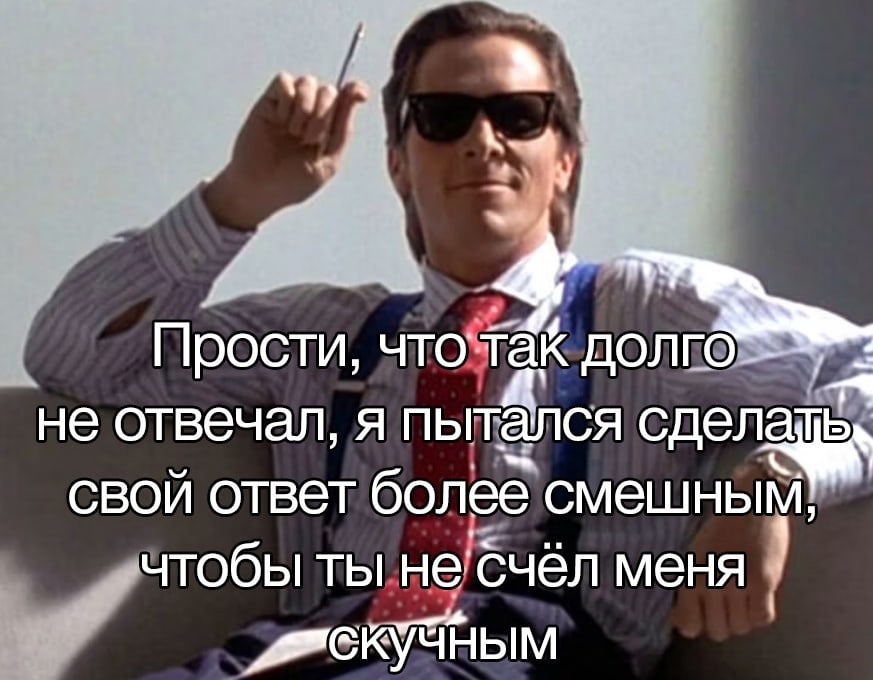 Прости, что так долго
не отвечал, я пытался сделать
свой ответ более смешным,
чтобы ты не счёл меня
скучным